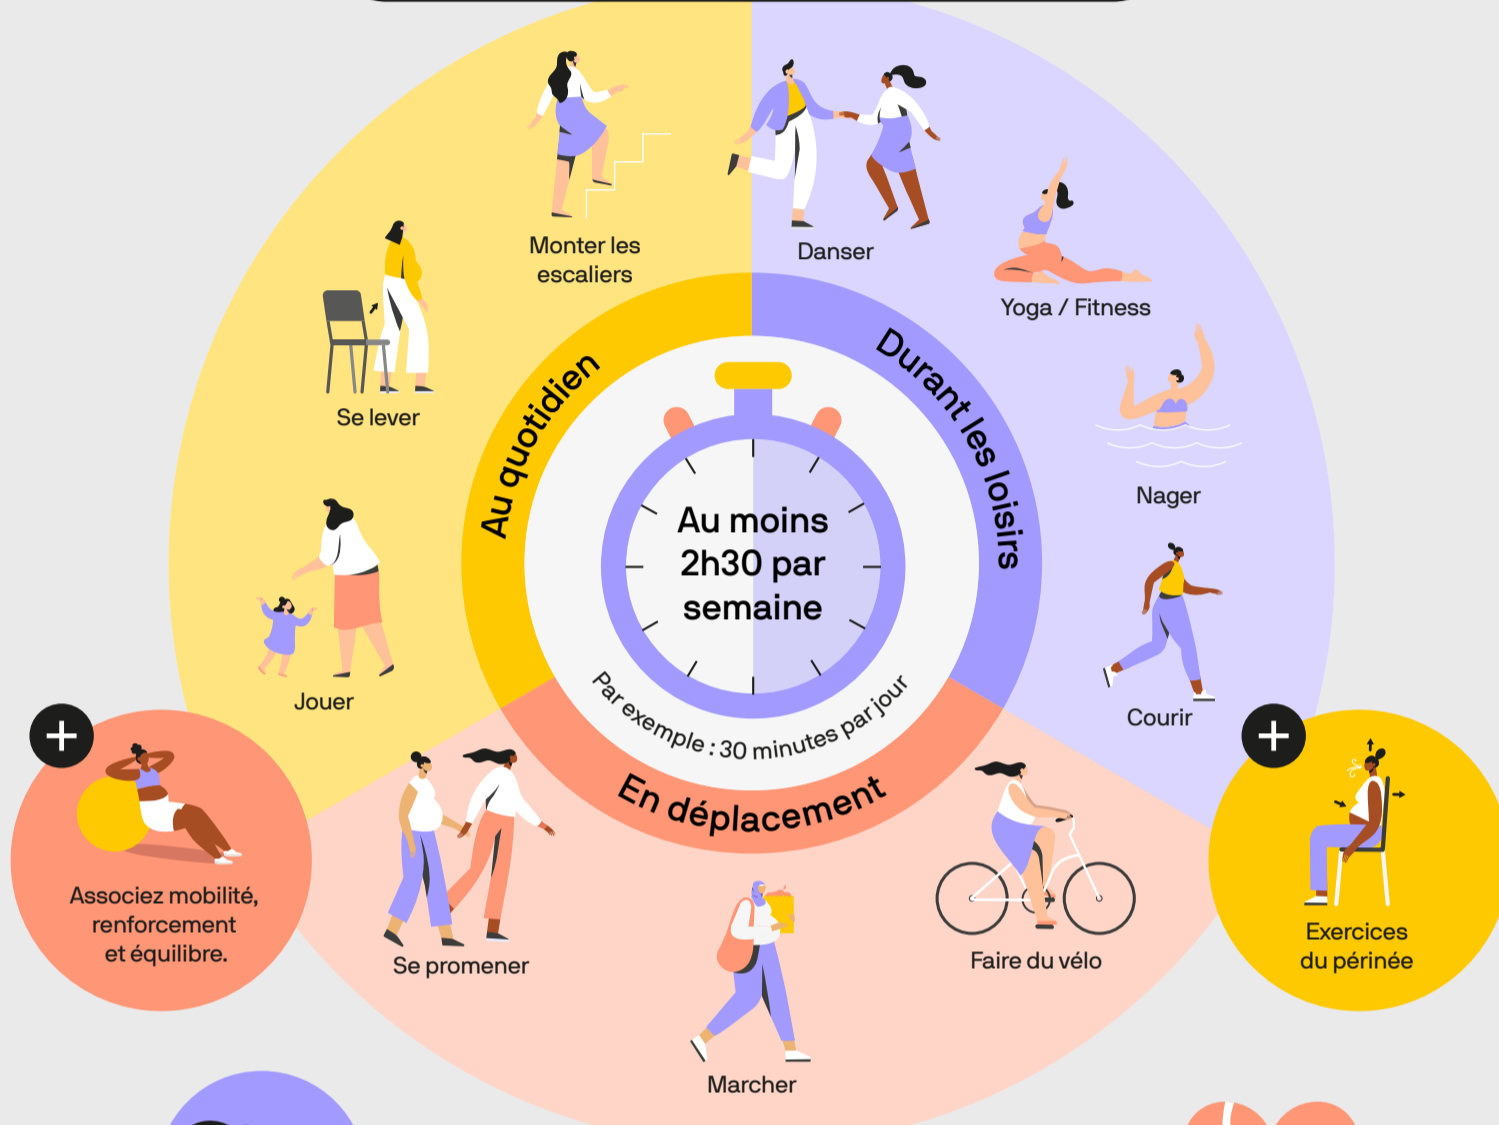 Monter les
escaliers
Danser
Yoga / Fitness
Se lever
Au quotidien
Durant les loisirs
Nager
Au moins
2h30 par
semaine
Par exemple : 30 minutes par jour
Jouer
Courir
En déplacement
Associez mobilité,
renforcement
et équilibre.
Se promener
Faire du vélo
Exercices
du périnée
Marcher